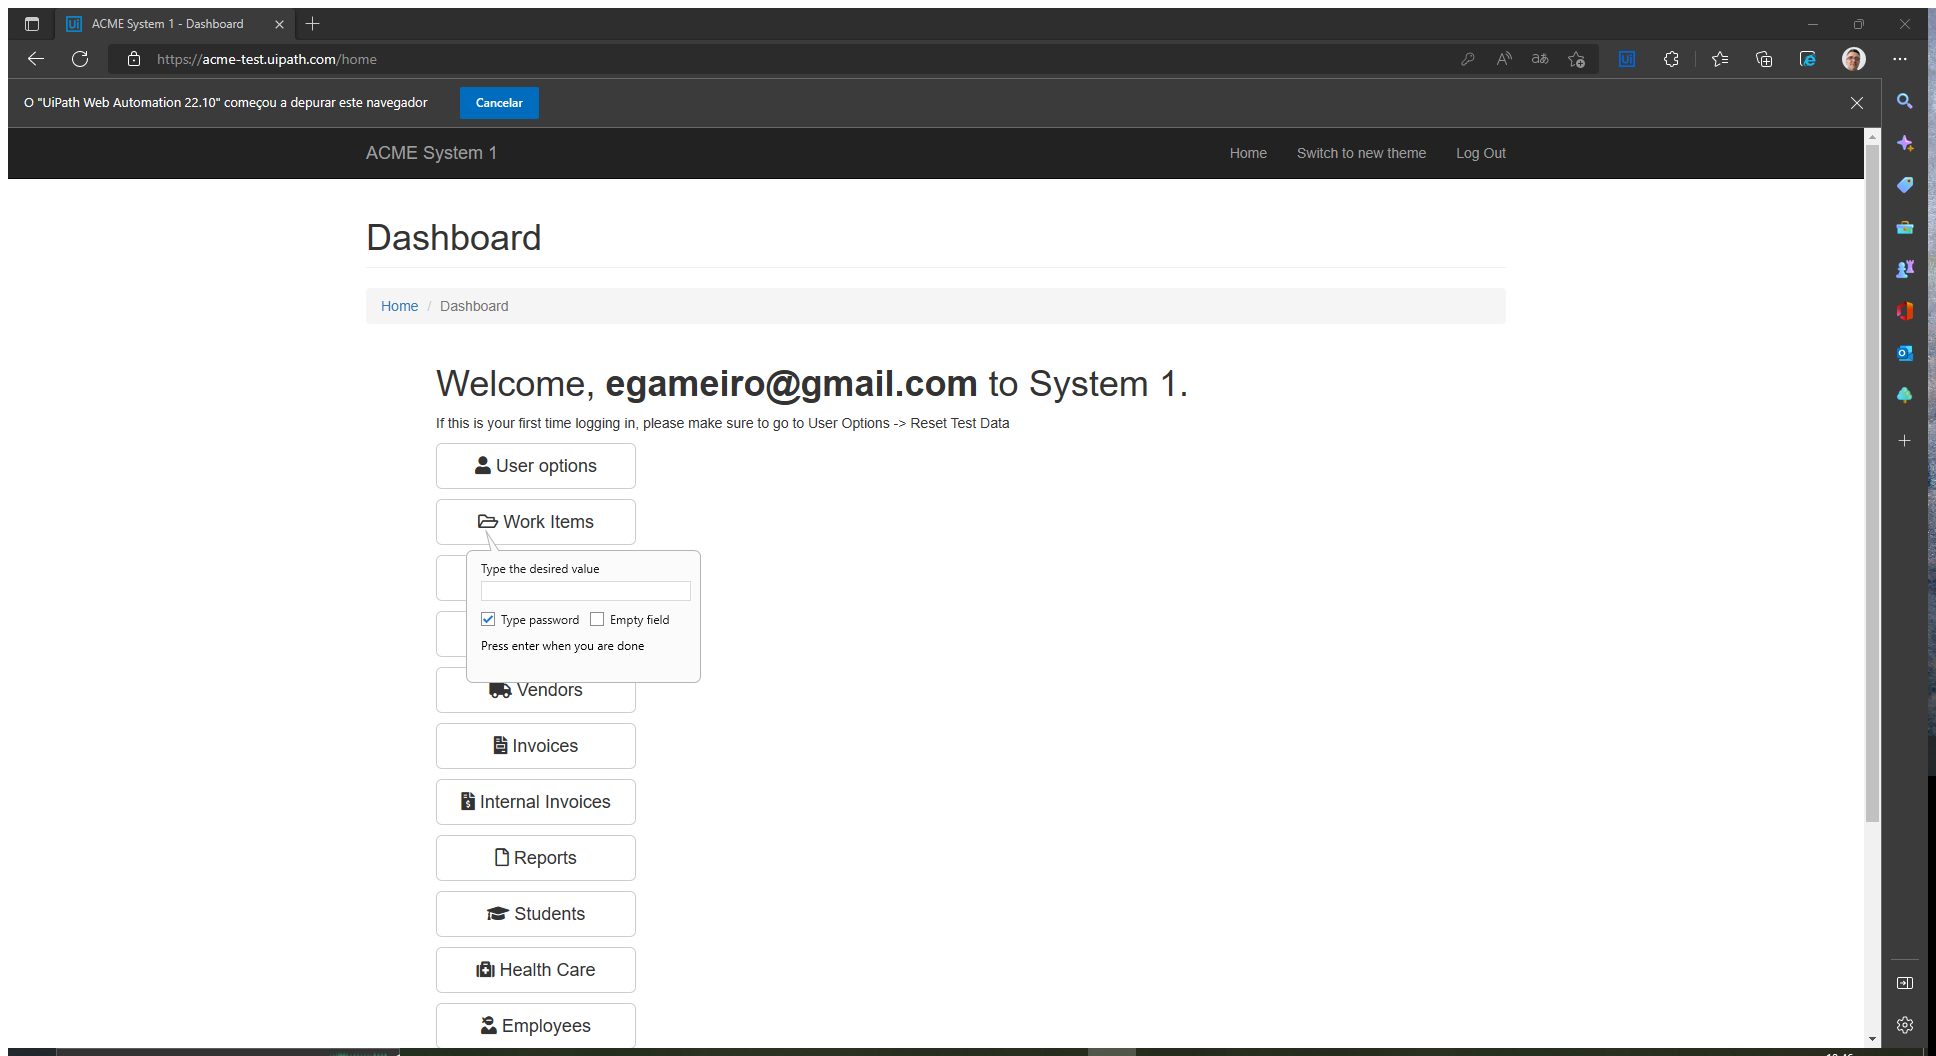 ACME System 1 - Dashboard
https://acme-test.uipath.com/home
O "UiPath Web Automation 22.10" começou a depurar este navegador
Cancelar
ACME System 1
Home
Switch to new theme
Log Out
Dashboard
Home / Dashboard
Welcome, egameiro@gmail.com to System 1.
If this is your first time logging in, please make sure to go to User Options -> Reset Test Data
User options
Work Items
Type the desired value
Type password
Empty field
Press enter when you are done
Vendors
Invoices
Internal Invoices
Reports
Students
Health Care
Employees